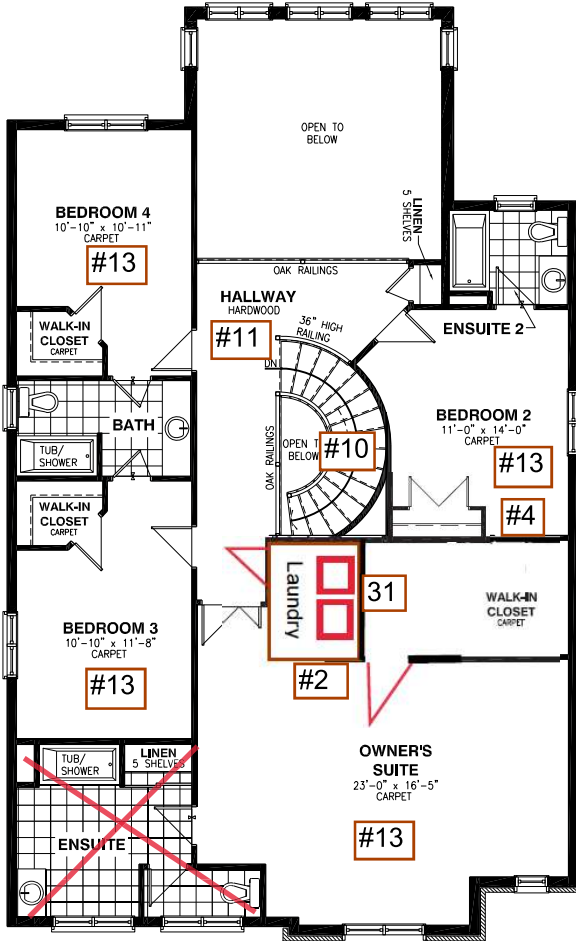 OPEN TO
BELOW
LINEN
5 SHELVES
BEDROOM 4
10'-10" x 10'-11"
CARPET
#13
OAK RAILINGS
HALLWAY
HARDWOOD
#11
36" HIGH
RAILING
DN
ENSUITE 2
WALK-IN
CLOSET
CARPET
BATH
TUB/
SHOWER
OAK RAILINGS
OPEN T
BELOW
#10
BEDROOM 2
11'-0" x 14'-0"
CARPET
#13
#4
WALK-IN
CLOSET
CARPET
Laundry
31
WALK-IN
CLOSET
CARPET
BEDROOM 3
10'-10" x 11'-8"
CARPET
#13
#2
TUB/
SHOWER
LINEN
5 SHELVES
ENSUITE
OWNER'S
SUITE
23'-0" x 16'-5"
CARPET
#13